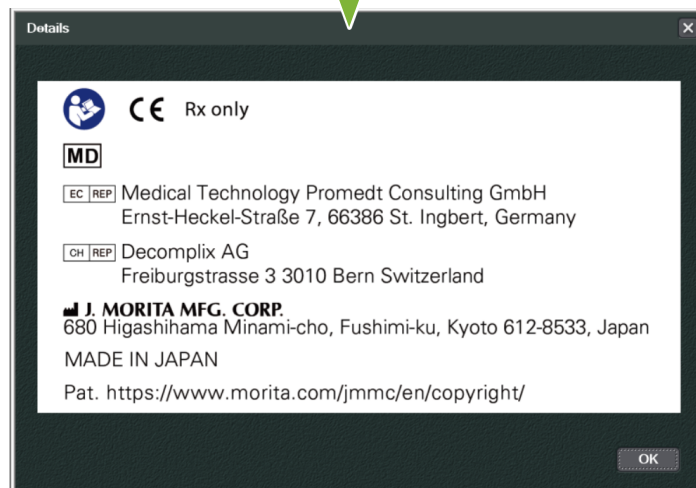 Details
CE Rx only
MD
EC REP Medical Technology Promedt Consulting GmbH
Ernst-Heckel-Straße 7, 66386 St. Ingbert, Germany
CH REP Decomplix AG
Freiburgstrasse 3 3010 Bern Switzerland
J. MORITA MFG. CORP.
680 Higashihama Minami-cho, Fushimi-ku, Kyoto 612-8533, Japan
MADE IN JAPAN
Pat. https://www.morita.com/jmmc/en/copyright/
OK